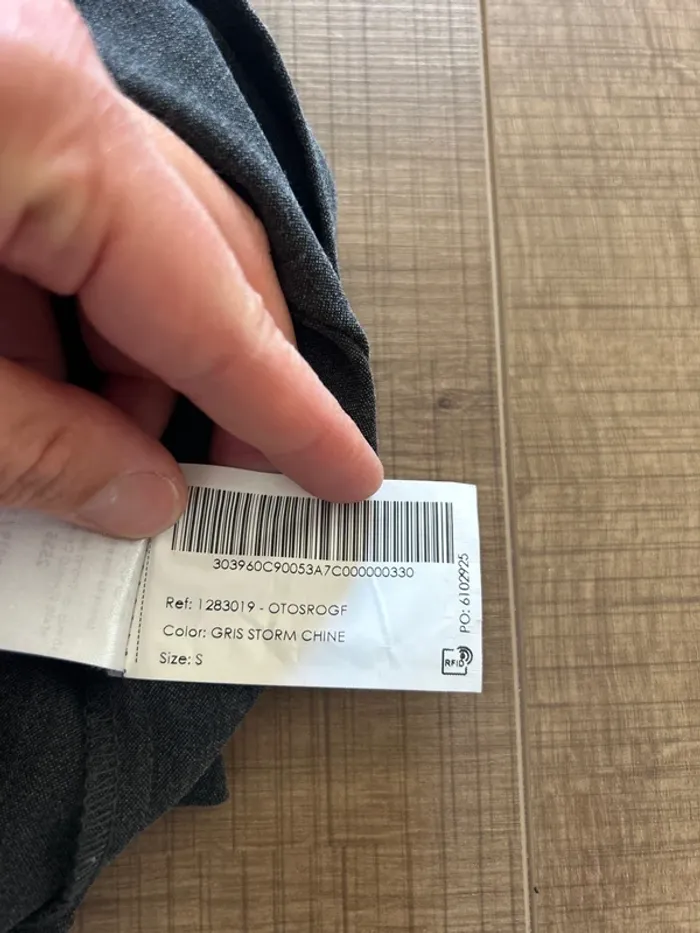 303960C90053A7C000000330
Ref: 1283019 - OTOSROGF
Color: GRIS STORM CHINE
Size: S
PO: 6102925
RFID